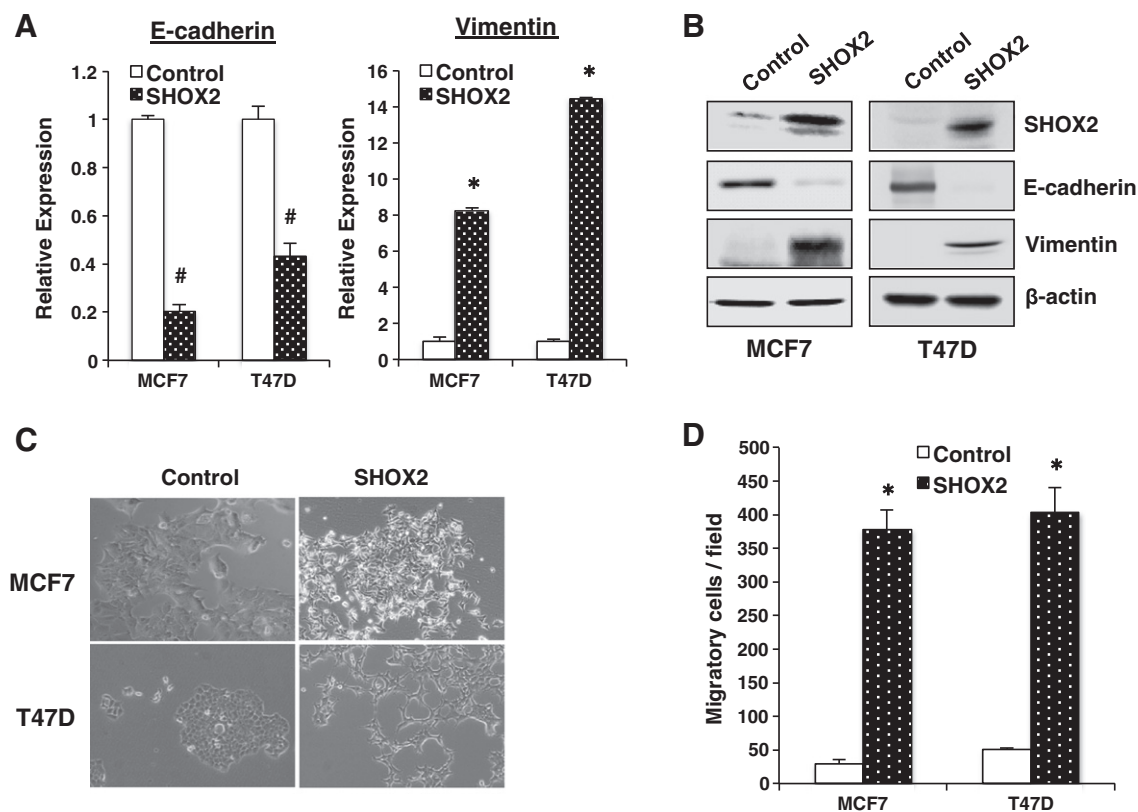 A
E-cadherin
Control
SHOX2
Relative Expression
1.2
1
0.8
0.6
0.4
0.2
0
#
#
MCF7
T47D
Vimentin
Control
SHOX2
Relative Expression
16
14
12
10
8
6
4
2
0
*
*
MCF7
T47D
B
Control
SHOX2
Control
SHOX2
SHOX2
E-cadherin
Vimentin
β-actin
MCF7
T47D
C
Control
SHOX2
MCF7
T47D
D
Control
SHOX2
Migratory cells / field
500
450
400
350
300
250
200
150
100
50
0
*
*
MCF7
T47D